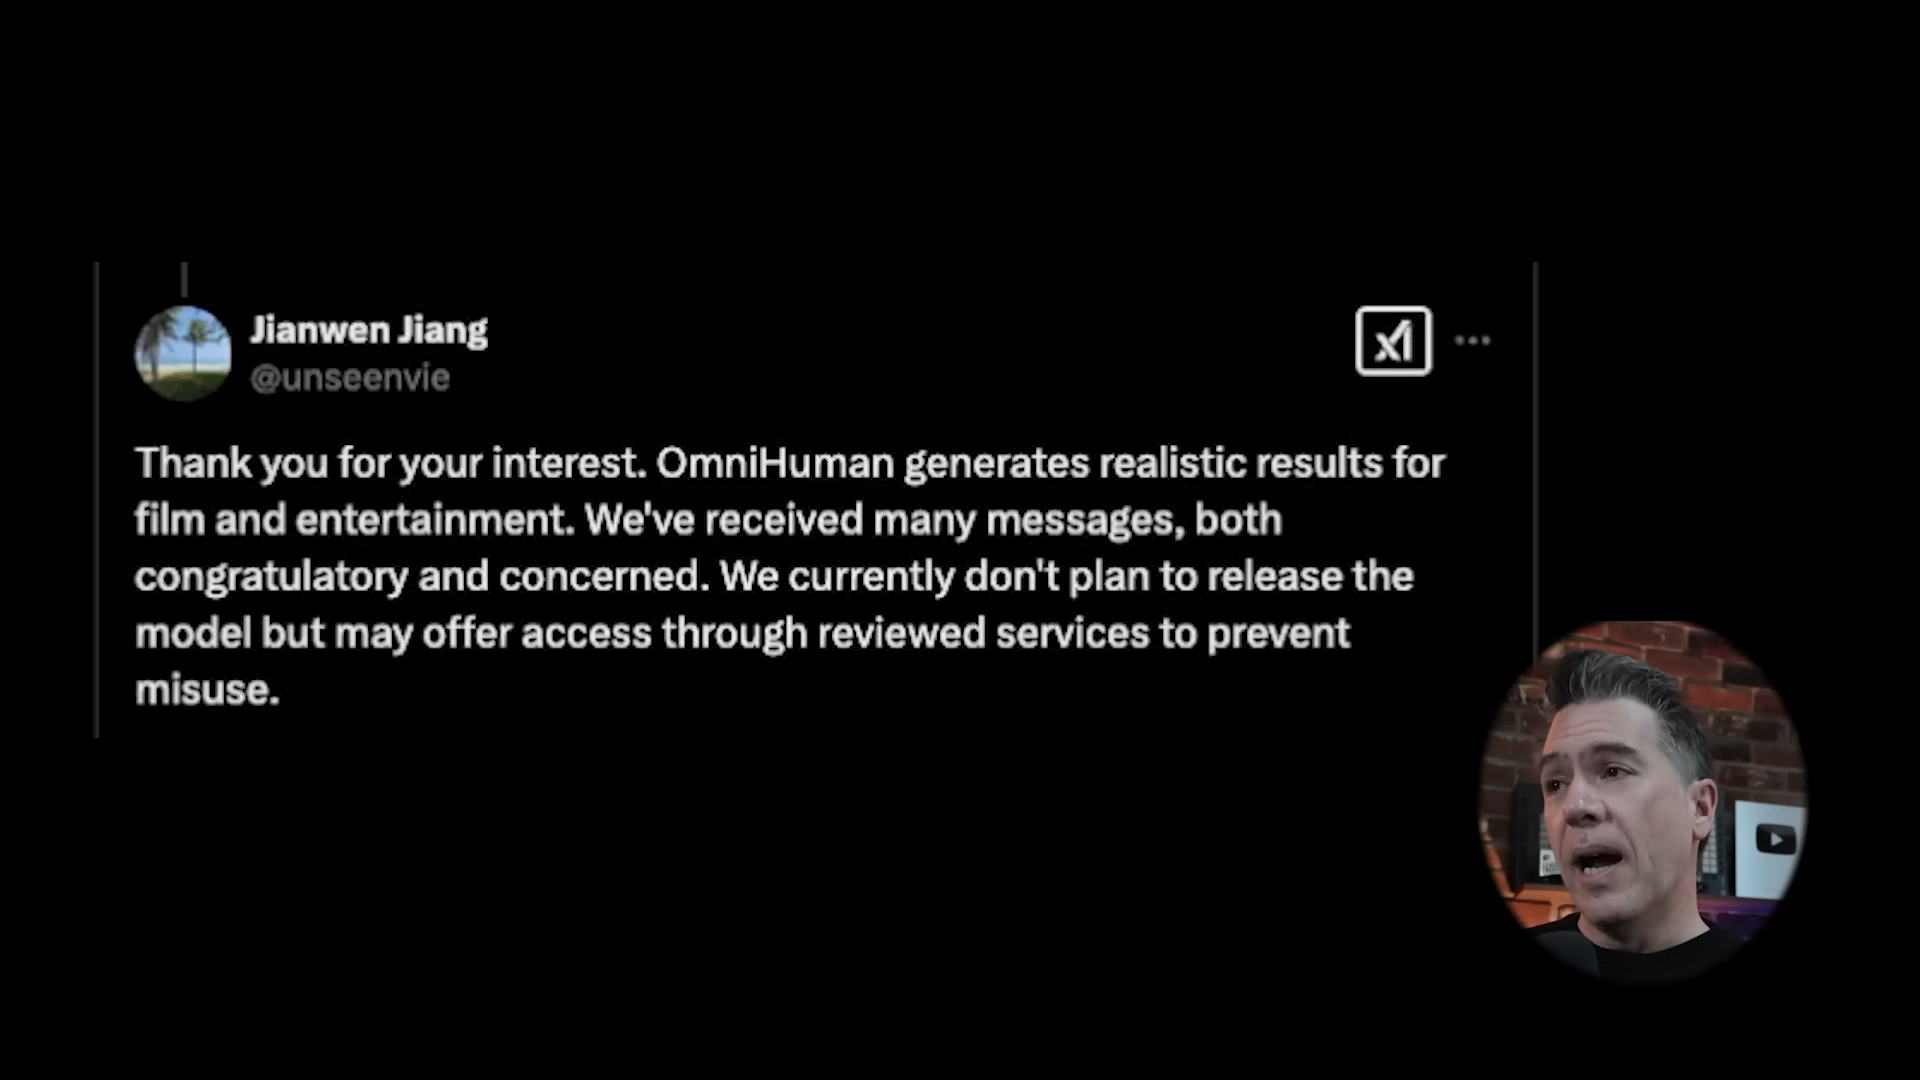 Jianwen Jiang
@unseenvie
Thank you for your interest. OmniHuman generates realistic results for
film and entertainment. We've received many messages, both
congratulatory and concerned. We currently don't plan to release the
model but may offer access through reviewed services to prevent
misuse.